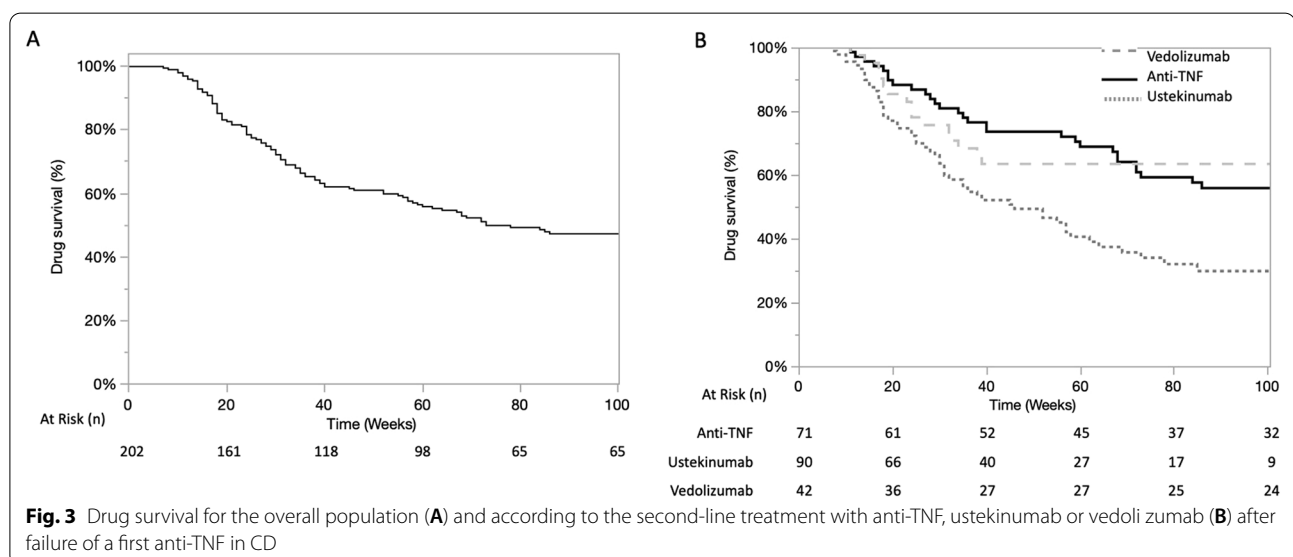 A
Drug survival (%)
100%
80%
60%
40%
20%
0%
0 20 40 60 80 100
At Risk (n)
Time (Weeks)
202 161 118 98 65 65
B
Vedolizumab
Anti-TNF
Ustekinumab
Drug survival (%)
100%
80%
60%
40%
20%
0%
0 20 40 60 80 100
At Risk (n)
Time (Weeks)
Anti-TNF 71 61 52 45 37 32
Ustekinumab 90 66 40 27 17 9
Vedolizumab 42 36 27 27 25 24
Fig. 3 Drug survival for the overall population (A) and according to the second-line treatment with anti-TNF, ustekinumab or vedoli zumab (B) after
failure of a first anti-TNF in CD